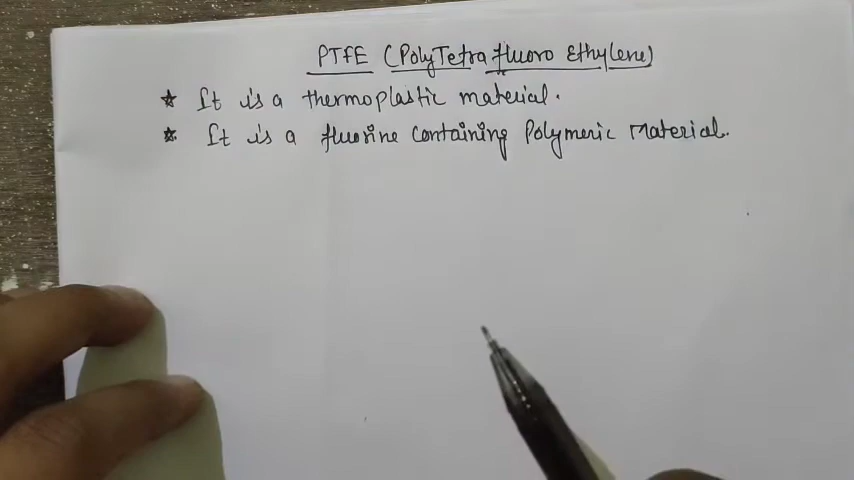 PTFE (PolyTetra fluoro Ethylene)
☆ It is a thermoplastic material.
☆ It is a fluorine containing Polymeric Material.